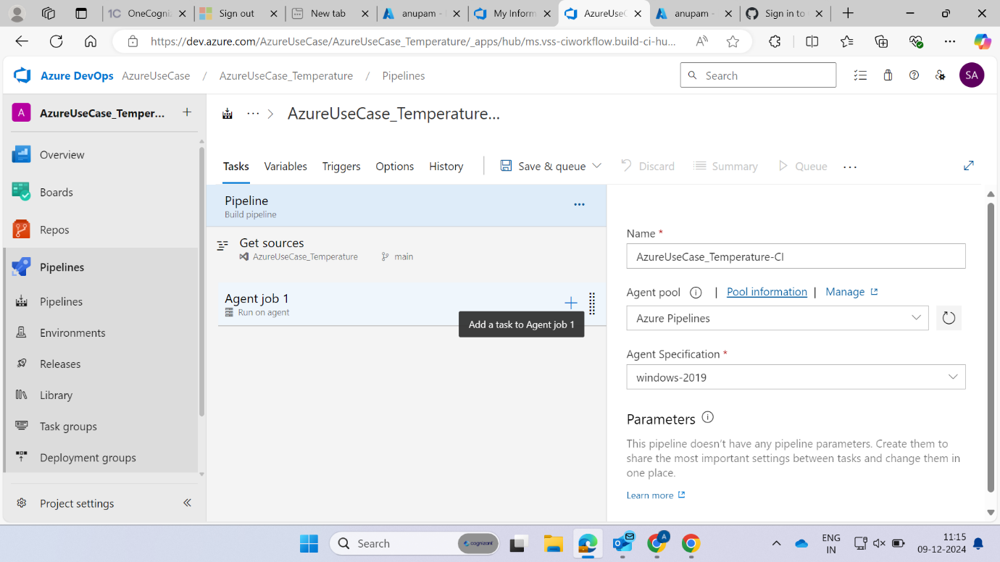 OneCogni
Sign out
New tab
anupam -
My Inform
AzureUseC
anupam -
Sign in to
https://dev.azure.com/AzureUseCase/AzureUseCase_Temperature/_apps/hub/ms.vss-ciworkflow.build-ci-hu...
Azure DevOps AzureUseCase / AzureUseCase_Temperature / Pipelines
Search
SA
A AzureUseCase_Temper...
Overview
Boards
Repos
Pipelines
Pipelines
Environments
Releases
Library
Task groups
Deployment groups
Project settings
AzureUseCase_Temperature...
Tasks Variables Triggers Options History Save & queue Discard Summary Queue
Pipeline
Build pipeline
Get sources
AzureUseCase_Temperature main
Agent job 1
Run on agent
Add a task to Agent job 1
Name *
AzureUseCase_Temperature-CI
Agent pool | Pool information | Manage
Azure Pipelines
Agent Specification *
windows-2019
Parameters
This pipeline doesn't have any pipeline parameters. Create them to
share the most important settings between tasks and change them in
one place.
Learn more
Search
cognizant
A
ENG
IN
11:15
09-12-2024